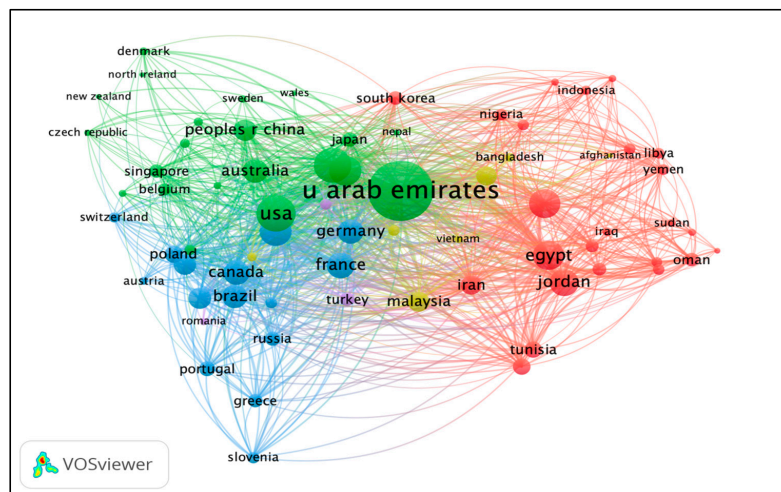 denmark
north ireland
new zealand
sweden
wales
south korea
indonesia
nigeria
czech republic
peoples r china
japan
nepal
bangladesh
afghanistan
libya
singapore
australia
yemen
belgium
u arab emirates
switzerland
usa
sudan
germany
vietnam
iraq
poland
egypt
oman
canada
france
austria
iran
jordan
brazil
turkey
malaysia
romania
russia
tunisia
portugal
greece
slovenia
VOSviewer